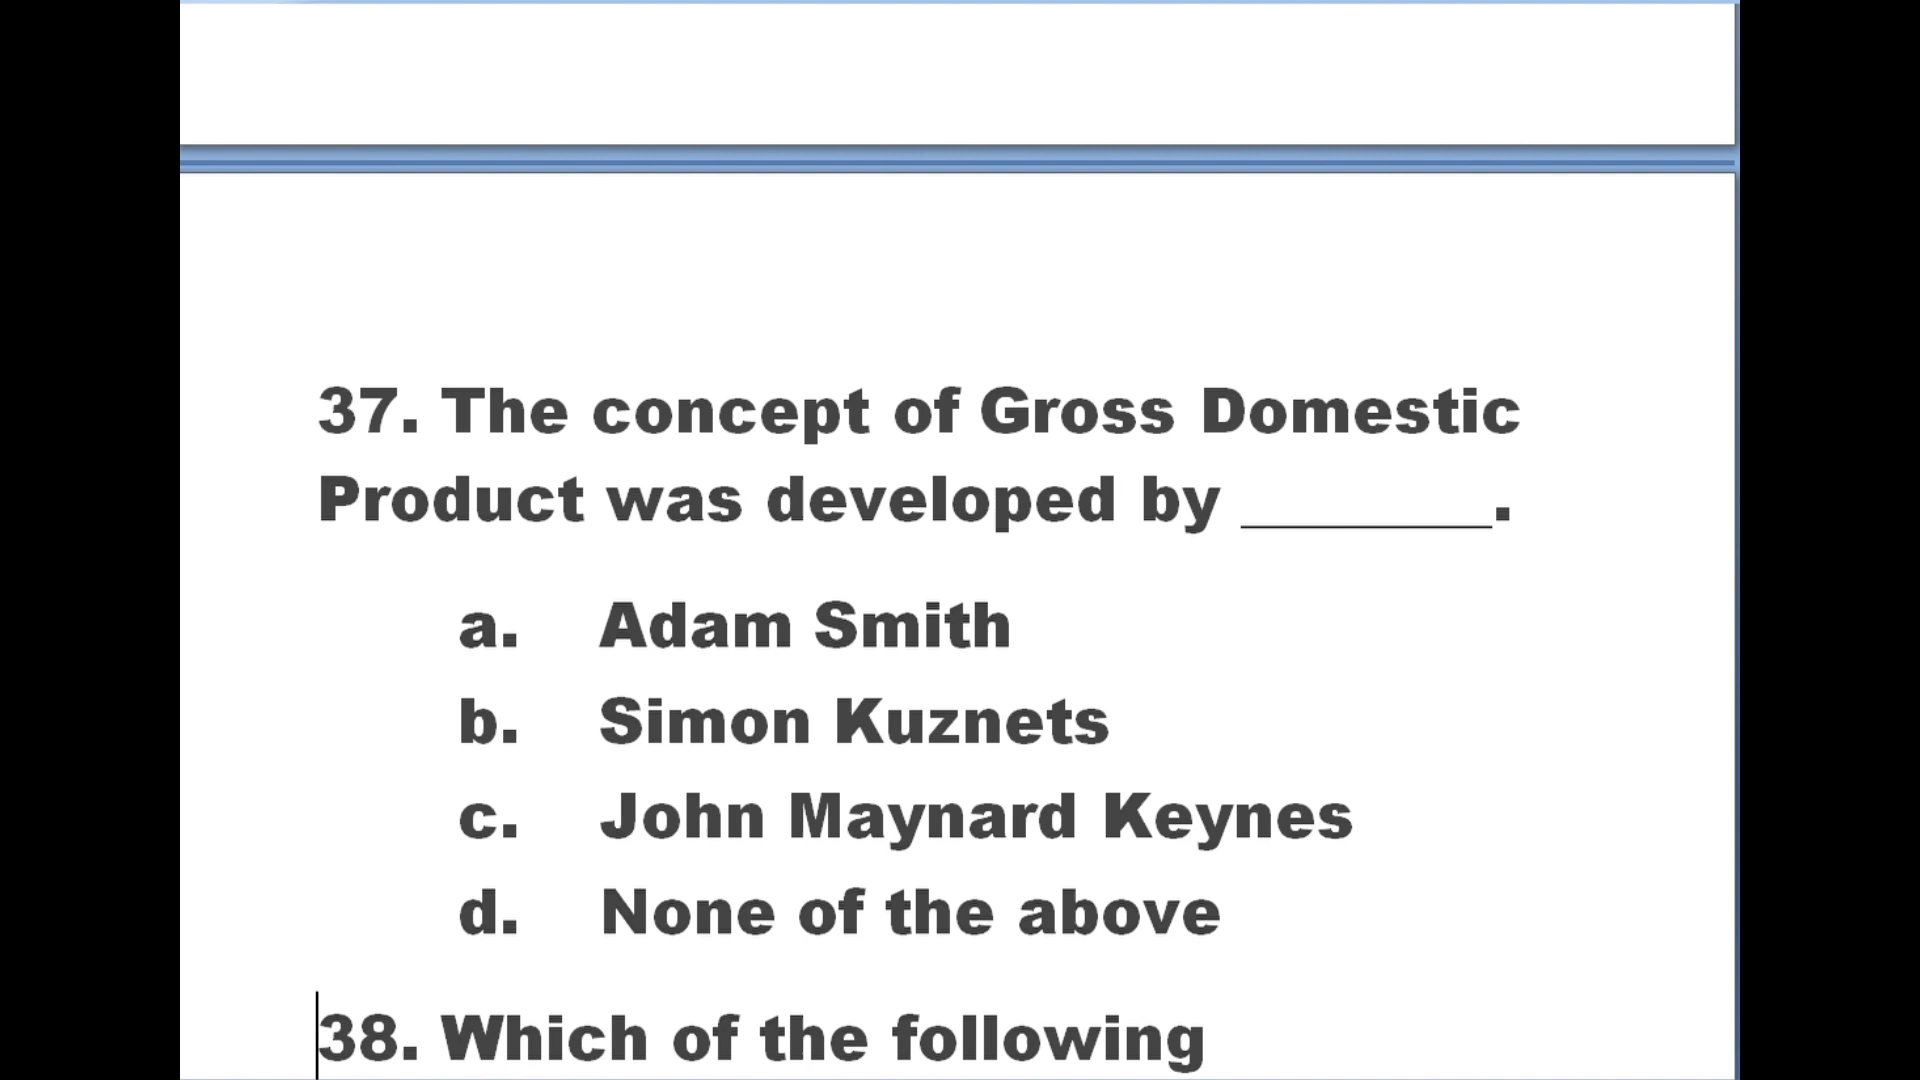 37. The concept of Gross Domestic
Product was developed by ________.
a. Adam Smith
b. Simon Kuznets
c. John Maynard Keynes
d. None of the above
38. Which of the following